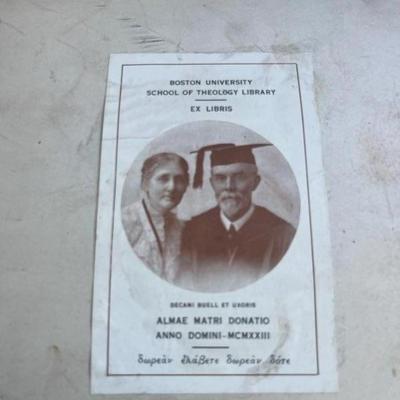 BOSTON UNIVERSITY
SCHOOL OF THEOLOGY LIBRARY
EX LIBRIS
DECANI BUELL ET UXORIS
ALMAE MATRI DONATIO
ANNO DOMINI-MCMXXIII
δωρεὰν ἐλάβετε δωρεὰν δότε